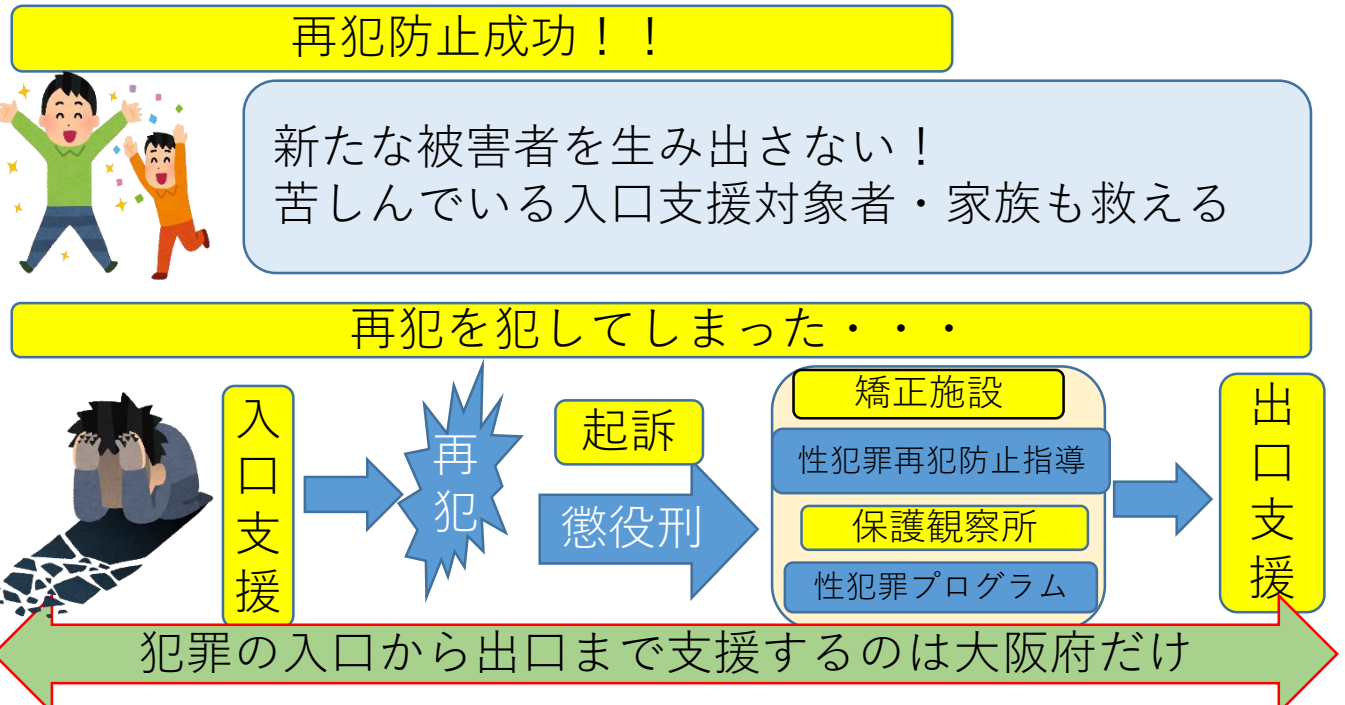 再犯防止成功！！
新たな被害者を生み出さない！
苦しんでいる入口支援対象者・家族も救える
再犯を犯してしまった・・・
入口支援
再犯
起訴
懲役刑
矯正施設
性犯罪再犯防止指導
保護観察所
性犯罪プログラム
出口支援
犯罪の入口から出口まで支援するのは大阪府だけ